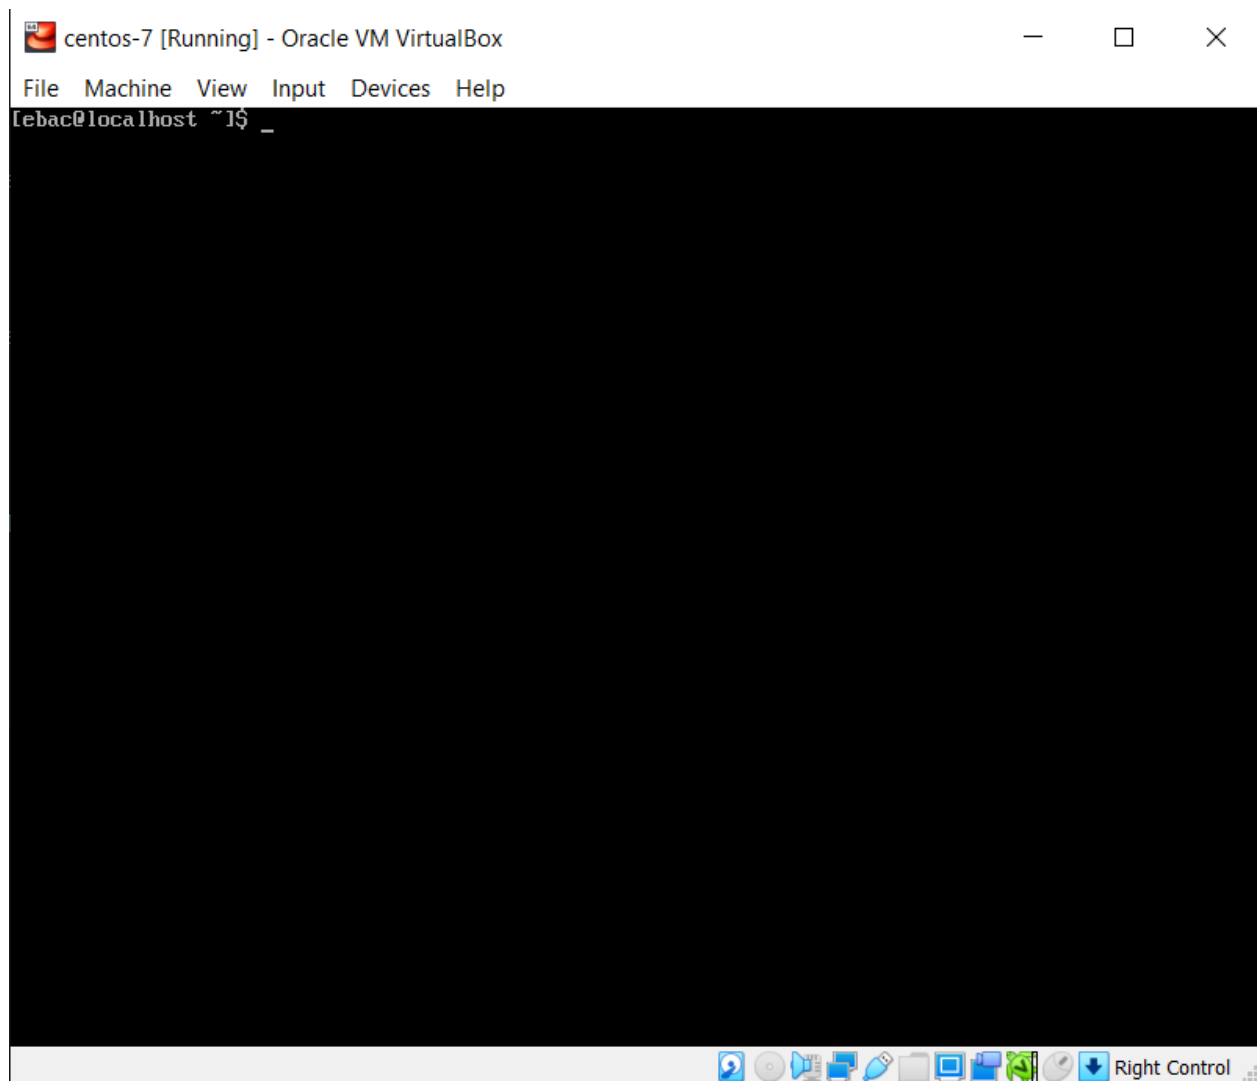 centos-7 [Running] - Oracle VM VirtualBox
File Machine View Input Devices Help
[ebac@localhost ~]$ _
Right Control